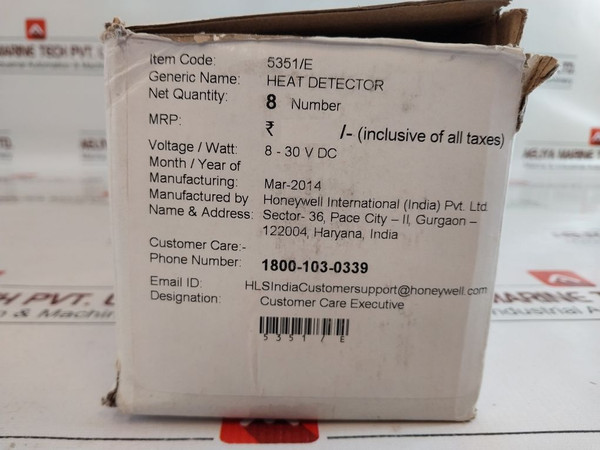 Item Code: 5351/E
Generic Name: HEAT DETECTOR
Net Quantity: 8 Number
MRP: ₹ /- (inclusive of all taxes)
Voltage / Watt: 8 - 30 V DC
Month / Year of
Manufacturing: Mar-2014
Manufactured by Honeywell International (India) Pvt. Ltd.
Name & Address: Sector- 36, Pace City – II, Gurgaon –
122004, Haryana, India
Customer Care:-
Phone Number: 1800-103-0339
Email ID: HLSIndiaCustomersupport@honeywell.com
Designation: Customer Care Executive
5351/E